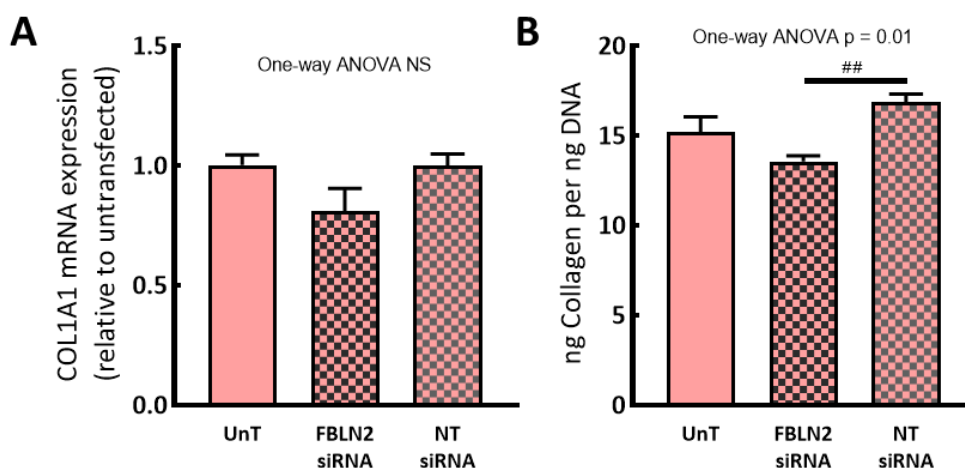 A
COL1A1 mRNA expression
(relative to untransfected)
1.5
1.0
0.5
0.0
One-way ANOVA NS
UnT
FBLN2
siRNA
NT
siRNA
B
ng Collagen per ng DNA
20
15
10
5
0
One-way ANOVA p = 0.01
##
UnT
FBLN2
siRNA
NT
siRNA